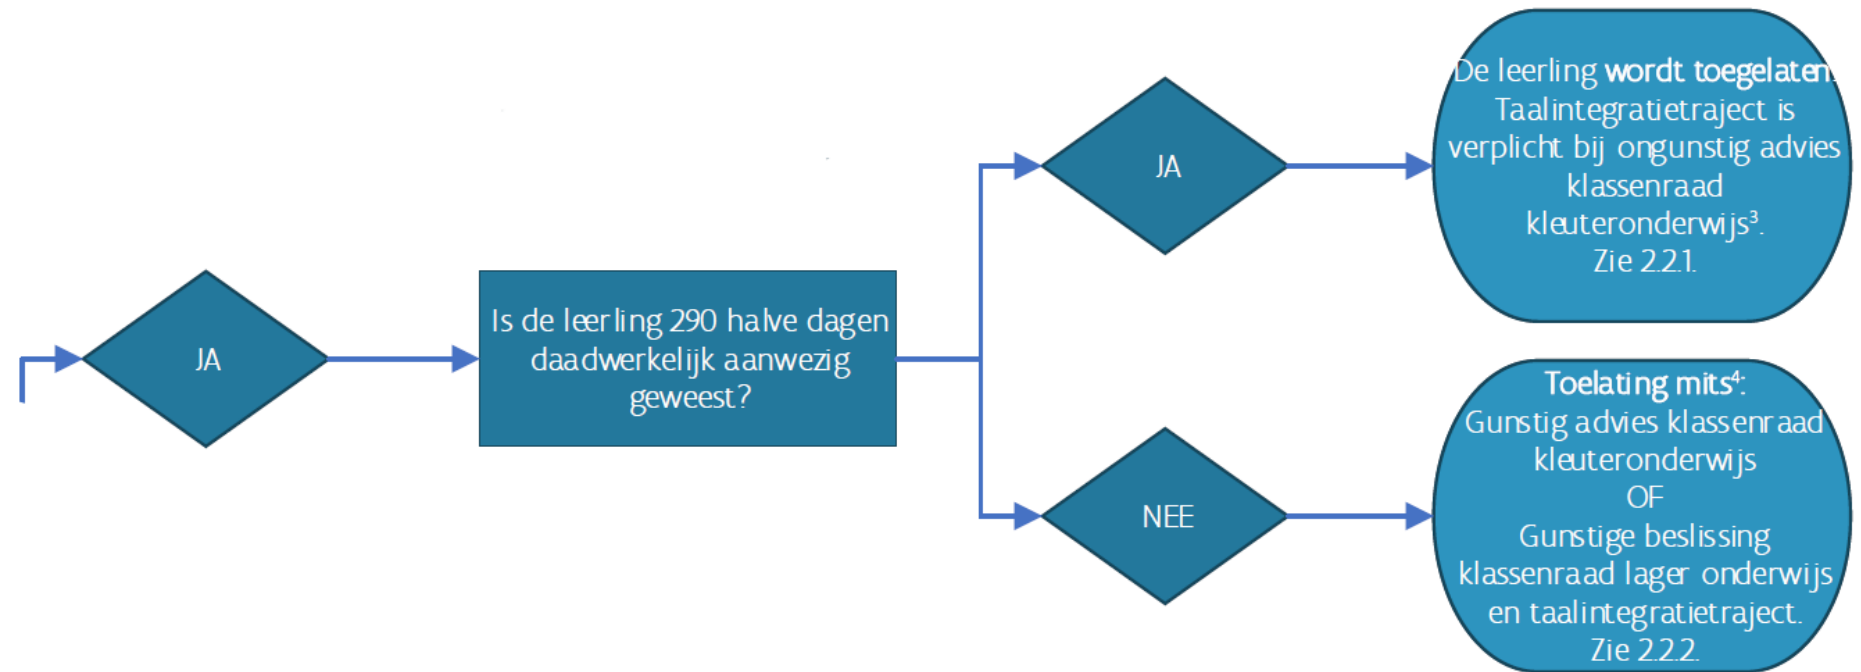 JA
Is de leerling 290 halve dagen
daadwerkelijk aanwezig
geweest?
JA
De leerling wordt toegelaten.
Taalintegratietraject is
verplicht bij ongunstig advies
klassenraad
kleuteronderwijs³.
Zie 2.2.1.
NEE
Toelating mits⁴:
Gunstig advies klassenraad
kleuteronderwijs
OF
Gunstige beslissing
klassenraad lager onderwijs
en taalintegratietraject.
Zie 2.2.2.